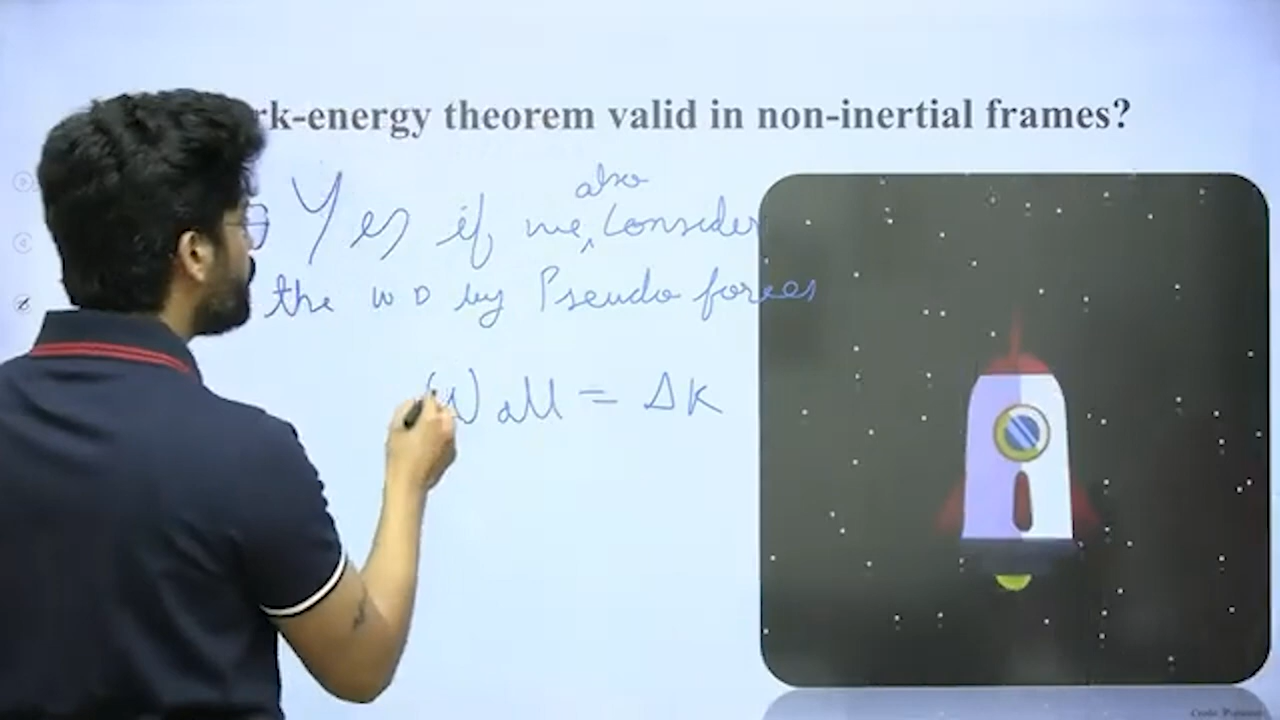 rk-energy theorem valid in non-inertial frames?
Yes if we also Consider
the WD by Pseudo forces
W all = ΔK